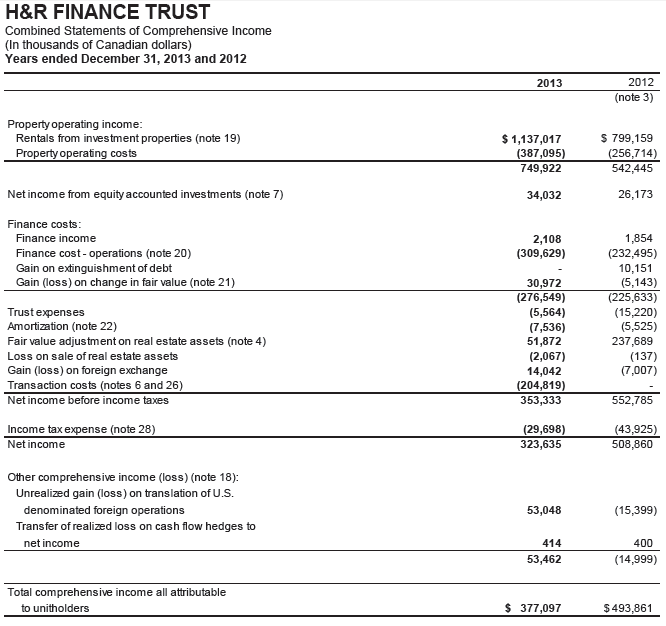 H&R FINANCE TRUST
Combined Statements of Comprehensive Income
(In thousands of Canadian dollars)
Years ended December 31, 2013 and 2012
2013 2012
(note 3)
Property operating income:
Rentals from investment properties (note 19) $ 1,137,017 $ 799,159
Property operating costs (387,095) (256,714)
749,922 542,445
Net income from equity accounted investments (note 7) 34,032 26,173
Finance costs:
Finance income 2,108 1,854
Finance cost - operations (note 20) (309,629) (232,495)
Gain on extinguishment of debt - 10,151
Gain (loss) on change in fair value (note 21) 30,972 (5,143)
(276,549) (225,633)
Trust expenses (5,564) (15,220)
Amortization (note 22) (7,536) (5,525)
Fair value adjustment on real estate assets (note 4) 51,872 237,689
Loss on sale of real estate assets (2,067) (137)
Gain (loss) on foreign exchange 14,042 (7,007)
Transaction costs (notes 6 and 26) (204,819) -
Net income before income taxes 353,333 552,785
Income tax expense (note 28) (29,698) (43,925)
Net income 323,635 508,860
Other comprehensive income (loss) (note 18):
Unrealized gain (loss) on translation of U.S.
denominated foreign operations 53,048 (15,399)
Transfer of realized loss on cash flow hedges to
net income 414 400
53,462 (14,999)
Total comprehensive income all attributable
to unitholders $ 377,097 $ 493,861